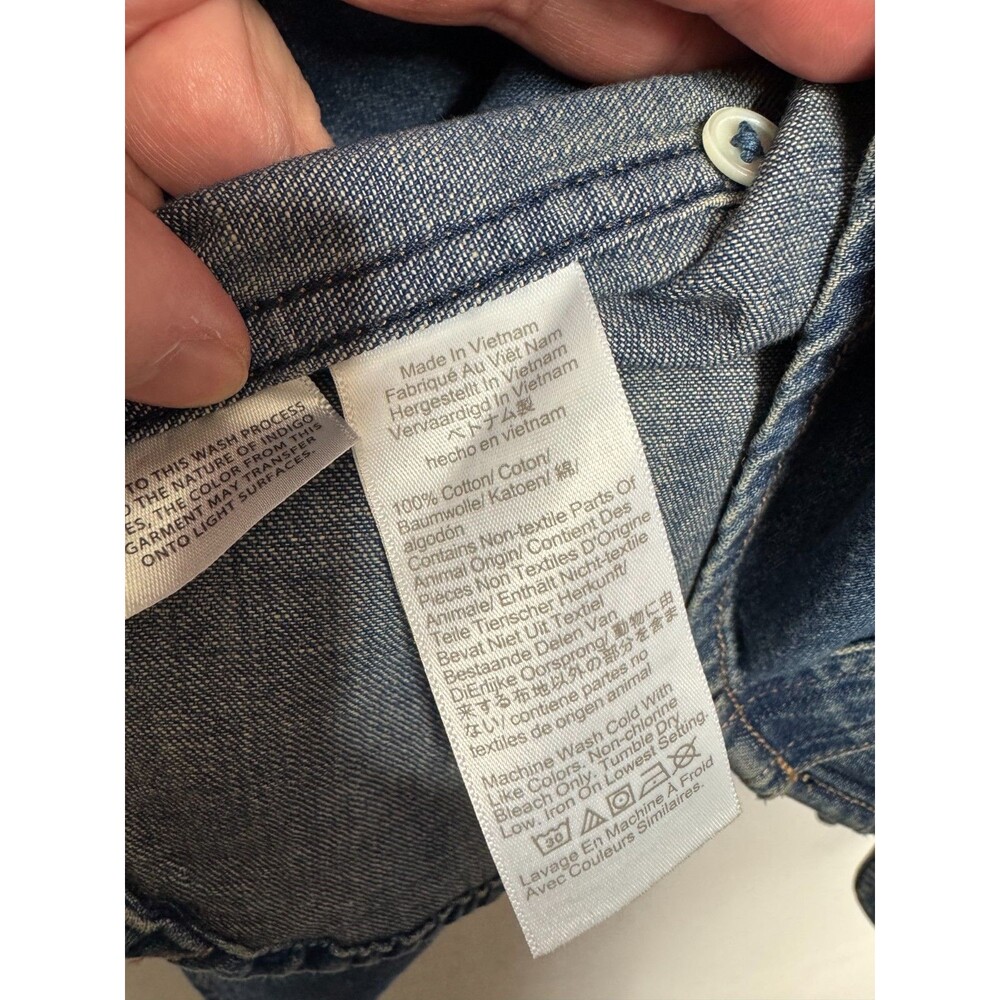 TO THIS WASH PROCESS
THE NATURE OF INDIGO
ES, THE COLOR FROM THIS
GARMENT MAY TRANSFER
ONTO LIGHT SURFACES.
Made In Vietnam
Fabriqué Au Viêt Nam
Hergestellt In Vietnam
Vervaardigd In Vietnam
ベトナム製
hecho en vietnam
100% Cotton/ Coton/
Baumwolle/ Katoen/ 綿/
algodón
Contains Non-textile Parts Of
Animal Origin/ Contient Des
Pièces Non Textiles D'Origine
Animale/ Enthält Nicht-textile
Teile Tierischer Herkunft/
Bevat Niet Uit Textiel
Bestaande Delen Van
DiErlijke Oorsprong/ 動物に由
来する布地以外の部分を含ま
ない/ contiene partes no
textiles de origen animal
Machine Wash Cold With
Like Colors. Non-chlorine
Bleach Only. Tumble Dry
Low. Iron On Lowest Setting.
30
Lavage En Machine À Froid
Avec Couleurs Similaires.